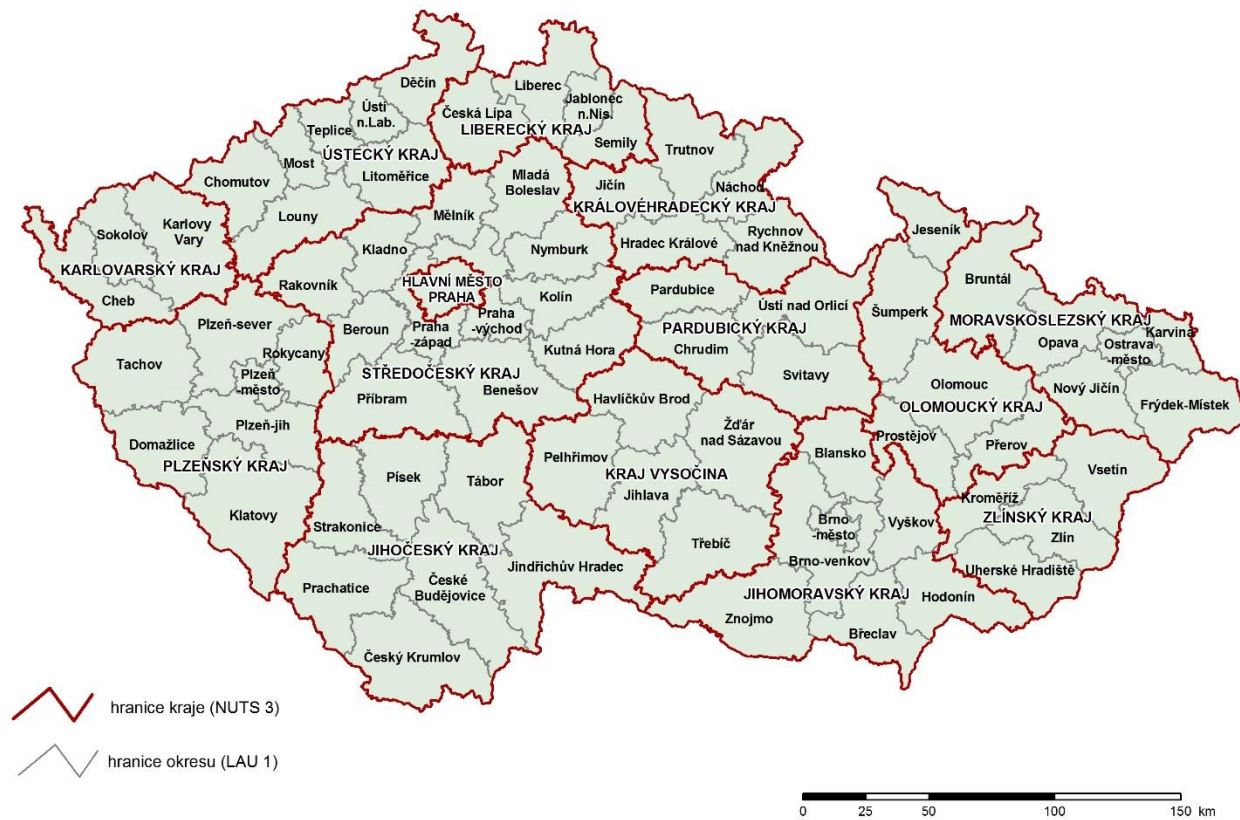 Děčín
Liberec
Ústí
n.Lab.
Česká Lípa
Jablonec
n.Nis.
Teplice
LIBERECKÝ KRAJ
Semily
Trutnov
ÚSTECKÝ KRAJ
Most
Litoměřice
Chomutov
Mladá
Boleslav
Jičín
Náchod
Louny
Mělník
KRÁLOVÉHRADECKÝ KRAJ
Karlovy
Vary
Sokolov
Kladno
Nymburk
Hradec Králové
Rychnov
nad Kněžnou
Jeseník
KARLOVARSKÝ KRAJ
Rakovník
HLAVNÍ MĚSTO
PRAHA
Bruntál
Cheb
Kolín
Pardubice
Ústí nad Orlicí
Šumperk
Plzeň-sever
Beroun
Praha
-západ
Praha
-východ
PARDUBICKÝ KRAJ
MORAVSKOSLEZSKÝ KRAJ
Karviná
Opava
Ostrava
-město
Rokycany
Kutná Hora
Chrudim
Tachov
Plzeň
-město
STŘEDOČESKÝ KRAJ
Svitavy
Olomouc
Nový Jičín
Benešov
Příbram
Havlíčkův Brod
OLOMOUCKÝ KRAJ
Frýdek-Místek
Plzeň-jih
Žďár
nad Sázavou
Domažlice
Prostějov
Přerov
PLZEŇSKÝ KRAJ
Pelhřimov
Blansko
Vsetín
Písek
Tábor
KRAJ VYSOČINA
Jihlava
Kroměříž
ZLÍNSKÝ KRAJ
Klatovy
Strakonice
Brno
-město
Vyškov
Zlín
JIHOČESKÝ KRAJ
Třebíč
Jindřichův Hradec
Brno-venkov
Uherské Hradiště
Prachatice
České
Budějovice
JIHOMORAVSKÝ KRAJ
Hodonín
Znojmo
Břeclav
Český Krumlov
hranice kraje (NUTS 3)
hranice okresu (LAU 1)
0 25 50 100 150 km